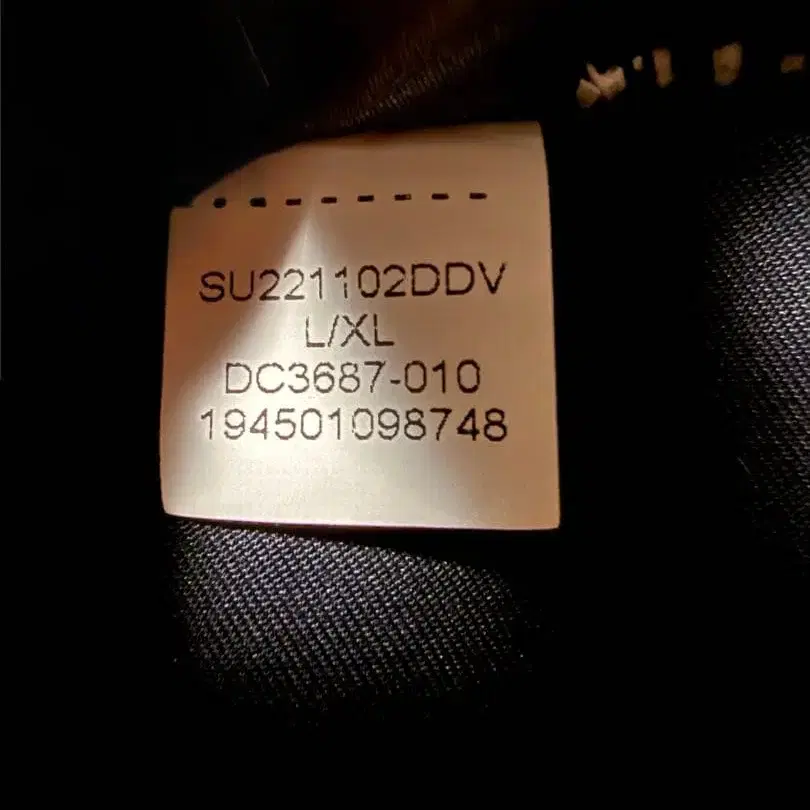 SU221102DDV
L/XL
DC3687-010
194501098748